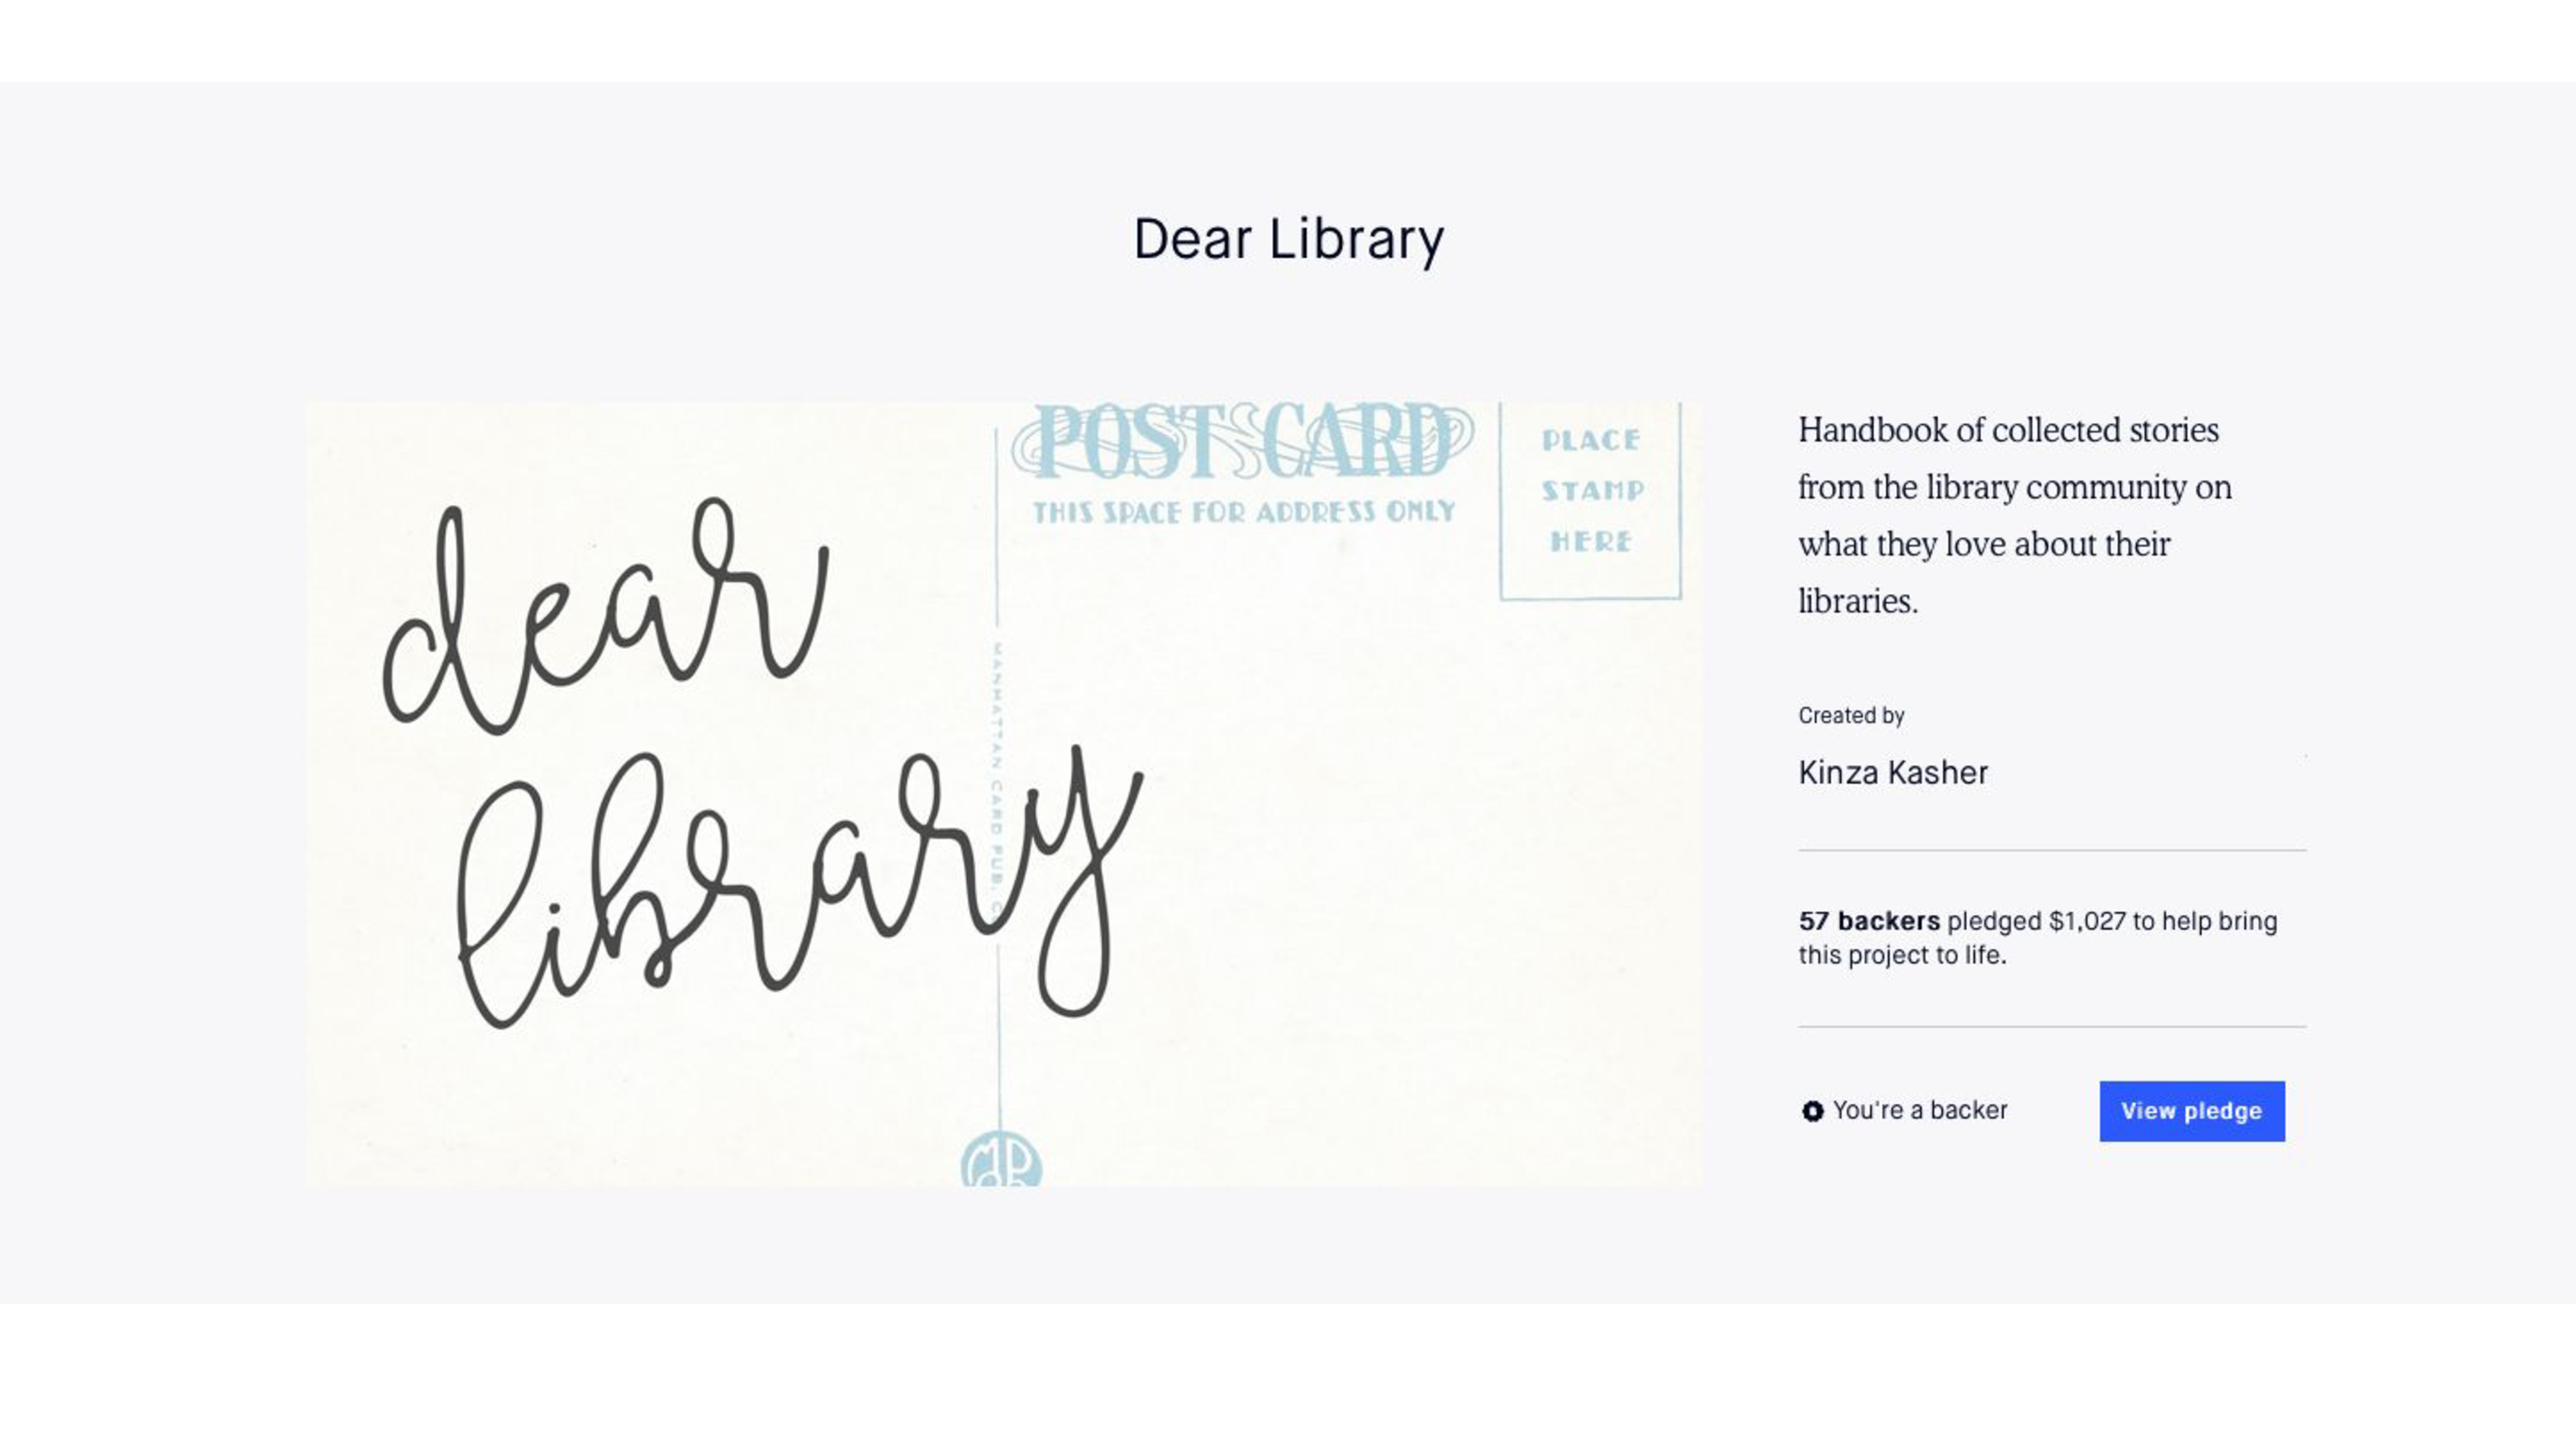 Dear Library
POST CARD
THIS SPACE FOR ADDRESS ONLY
PLACE
STAMP
HERE
dear
library
MANHATTAN CARD PUB.
Handbook of collected stories
from the library community on
what they love about their
libraries.
Created by
Kinza Kasher
57 backers pledged $1,027 to help bring
this project to life.
You're a backer
View pledge